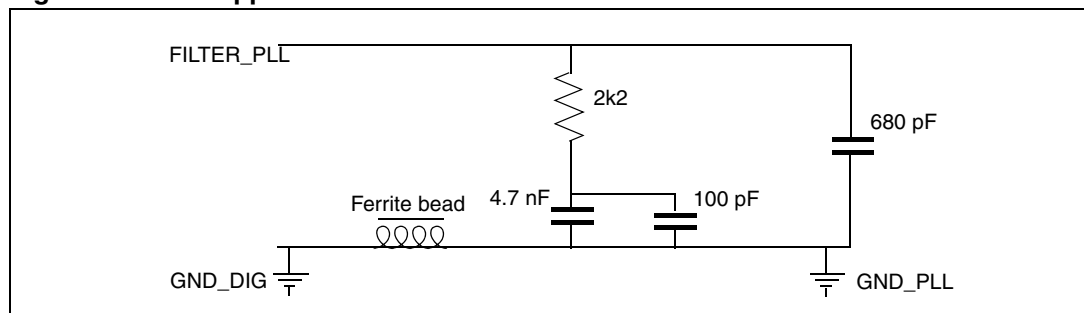 FILTER_PLL
2k2
680 pF
4.7 nF
100 pF
Ferrite bead
GND_DIG
GND_PLL